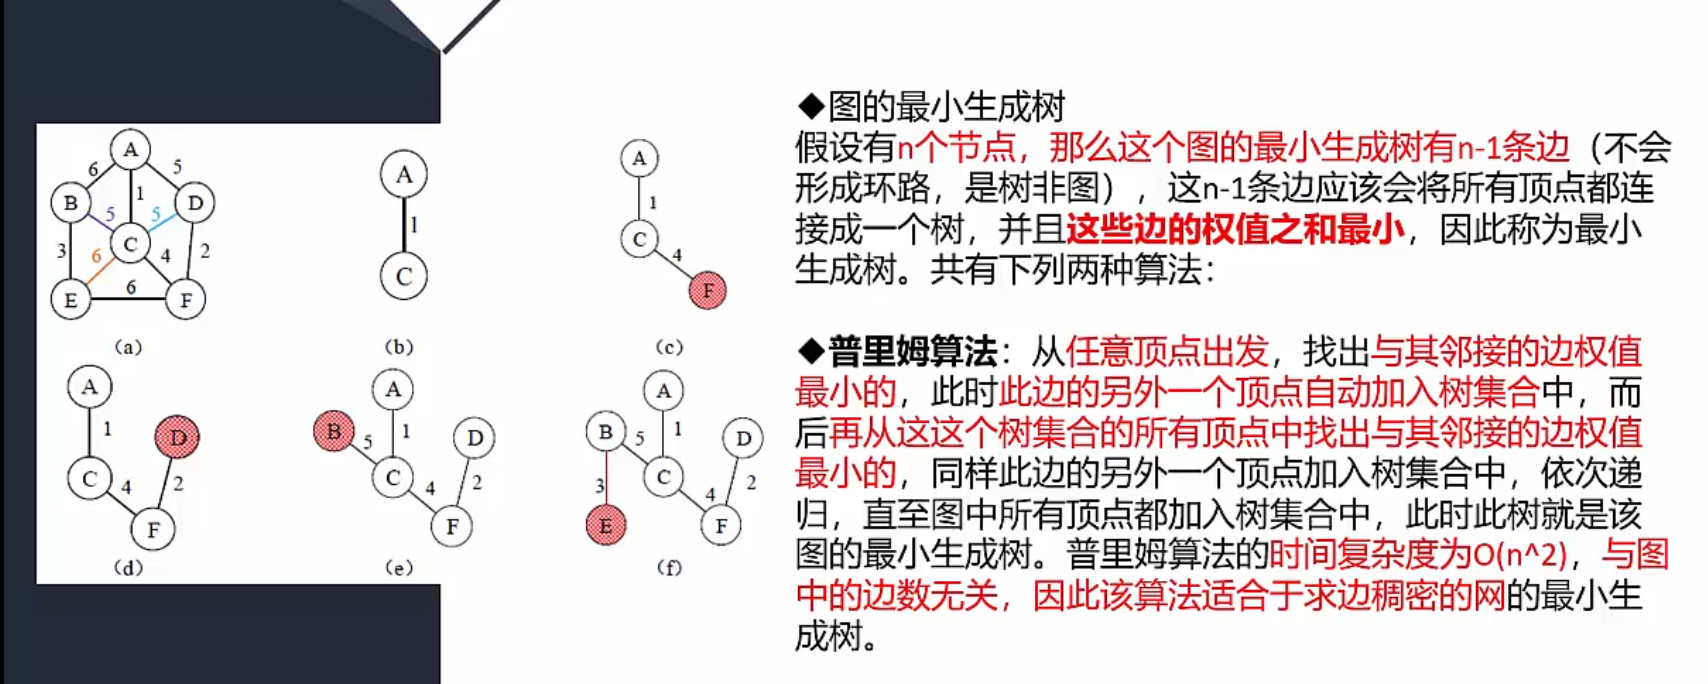 A
6
5
1
B
5
5
D
C
3
6
4
2
6
E
F
(a)
A
1
C
(b)
A
1
C
4
F
(c)
A
1
D
C
4
2
F
(d)
A
B
5
1
D
C
4
2
F
(e)
A
B
5
1
D
C
3
4
2
E
F
(f)
◆图的最小生成树
假设有n个节点，那么这个图的最小生成树有n-1条边（不会
形成环路，是树非图），这n-1条边应该会将所有顶点都连
接成一个树，并且这些边的权值之和最小，因此称为最小
生成树。共有下列两种算法：
◆普里姆算法：从任意顶点出发，找出与其邻接的边权值
最小的，此时此边的另外一个顶点自动加入树集合中，而
后再从这这个树集合的所有顶点中找出与其邻接的边权值
最小的，同样此边的另外一个顶点加入树集合中，依次递
归，直至图中所有顶点都加入树集合中，此时此树就是该
图的最小生成树。普里姆算法的时间复杂度为O(n^2)，与图
中的边数无关，因此该算法适合于求边稠密的网的最小生
成树。